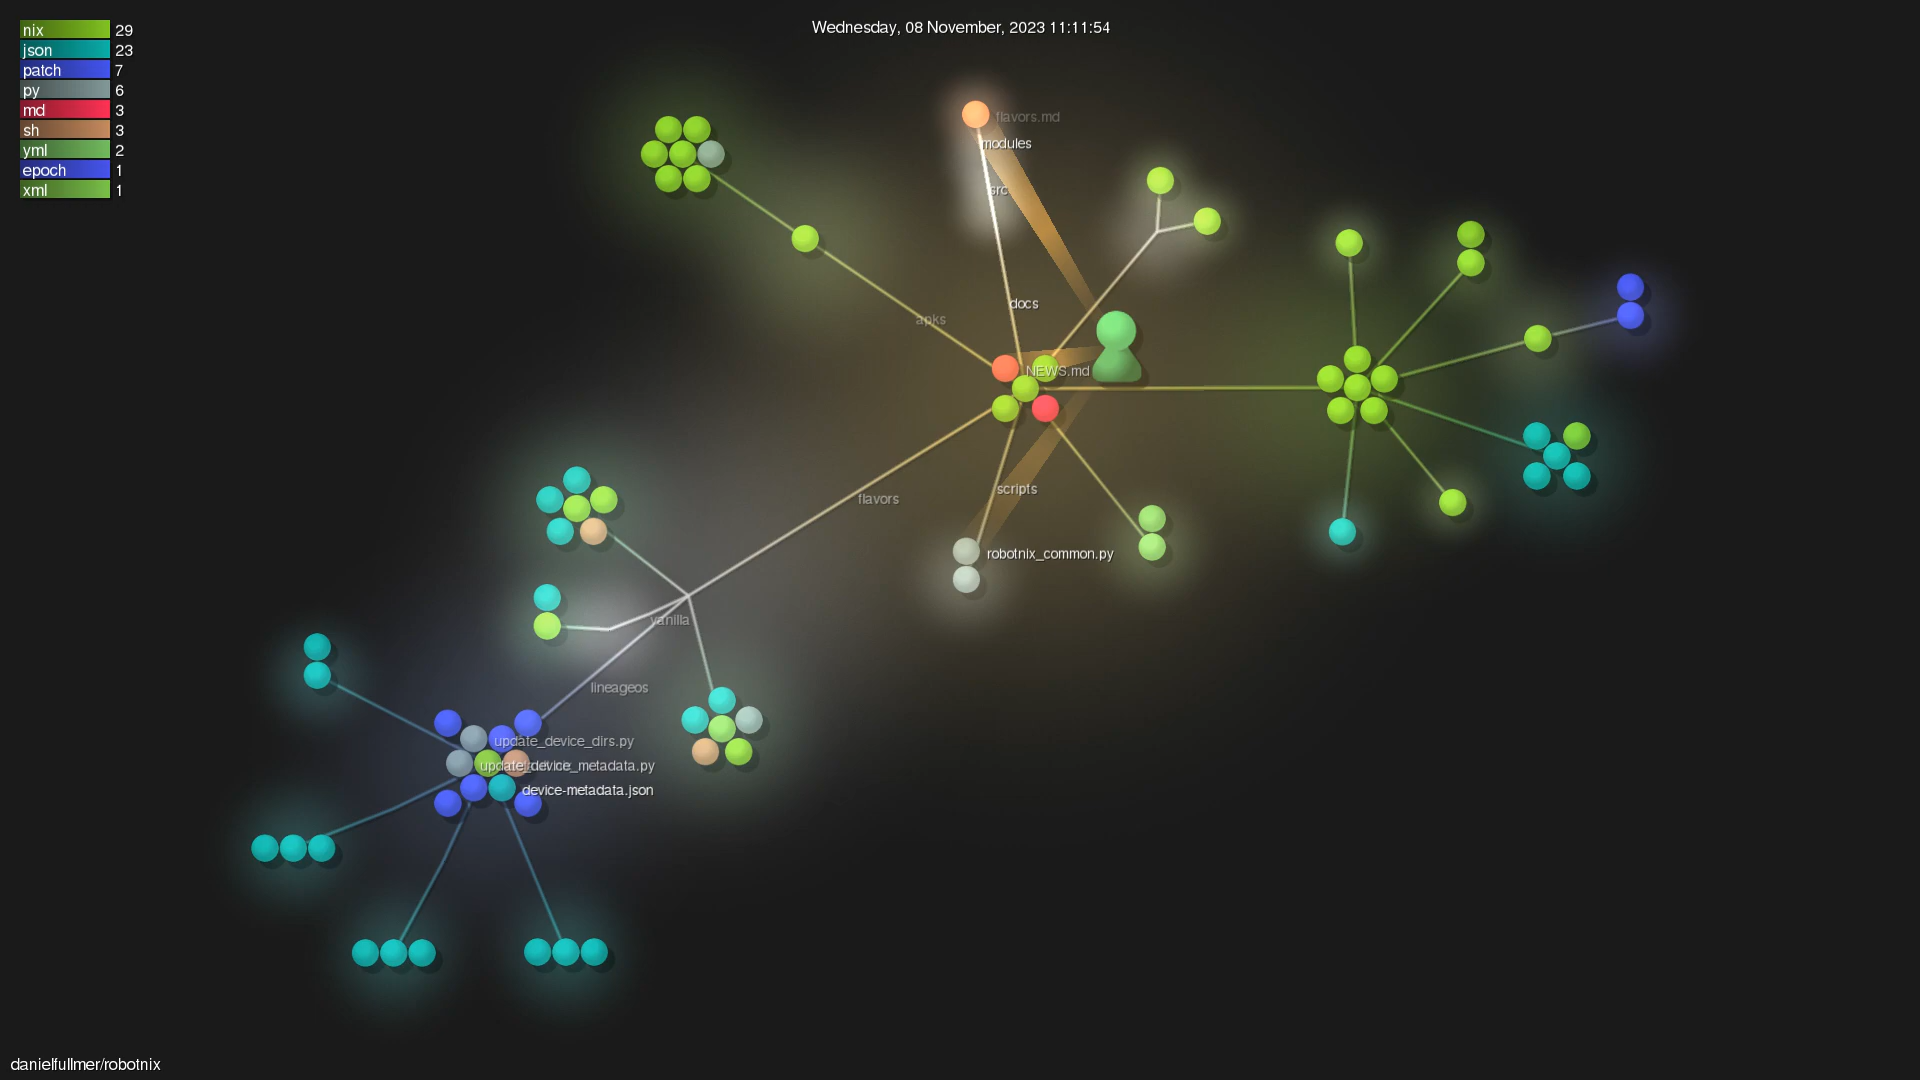 Wednesday, 08 November, 2023 11:11:54
nix 29
json 23
patch 7
py 6
md 3
sh 3
yml 2
epoch 1
xml 1
flavors.md
modules
src
docs
apks
NEWS.md
scripts
flavors
robotnix_common.py
vanilla
lineageos
update_device_dirs.py
update_device_metadata.py
device-metadata.json
danielfullmer/robotnix